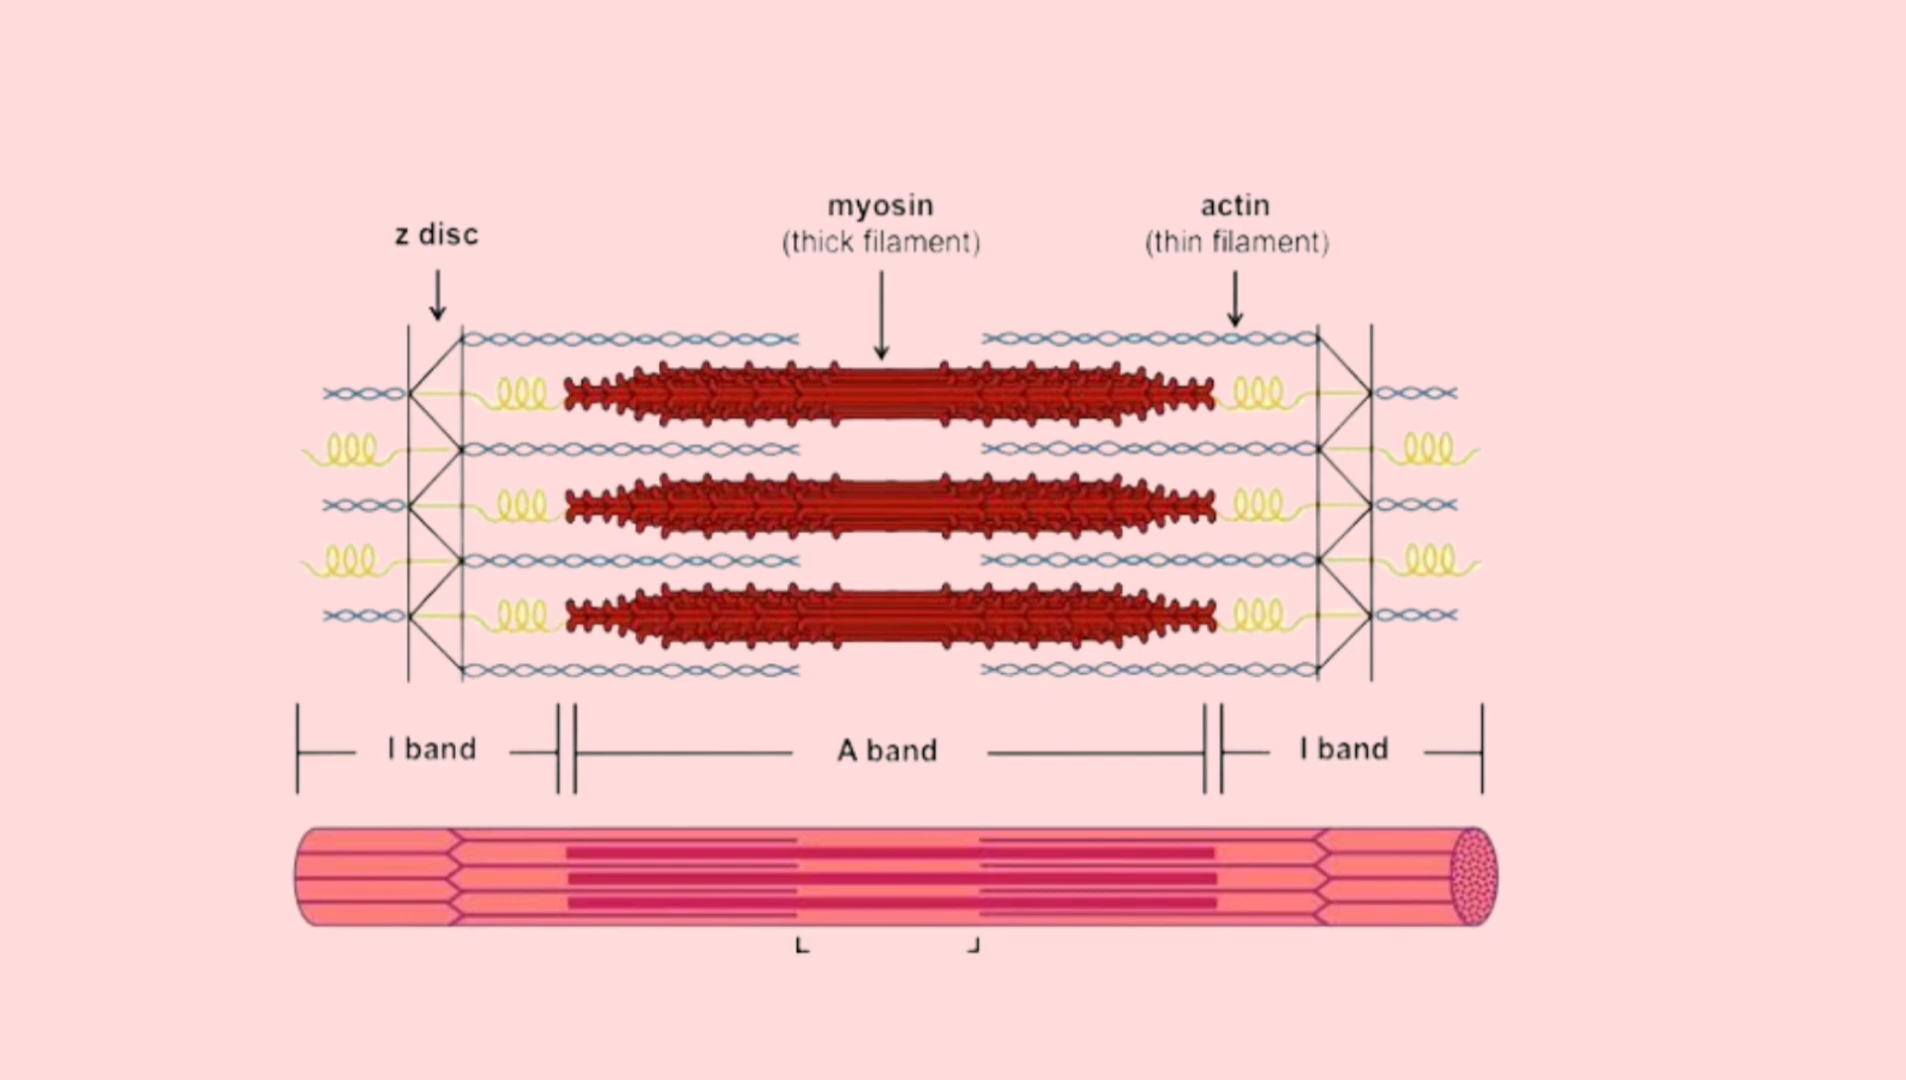 z disc
myosin
(thick filament)
actin
(thin filament)
I band
A band
I band